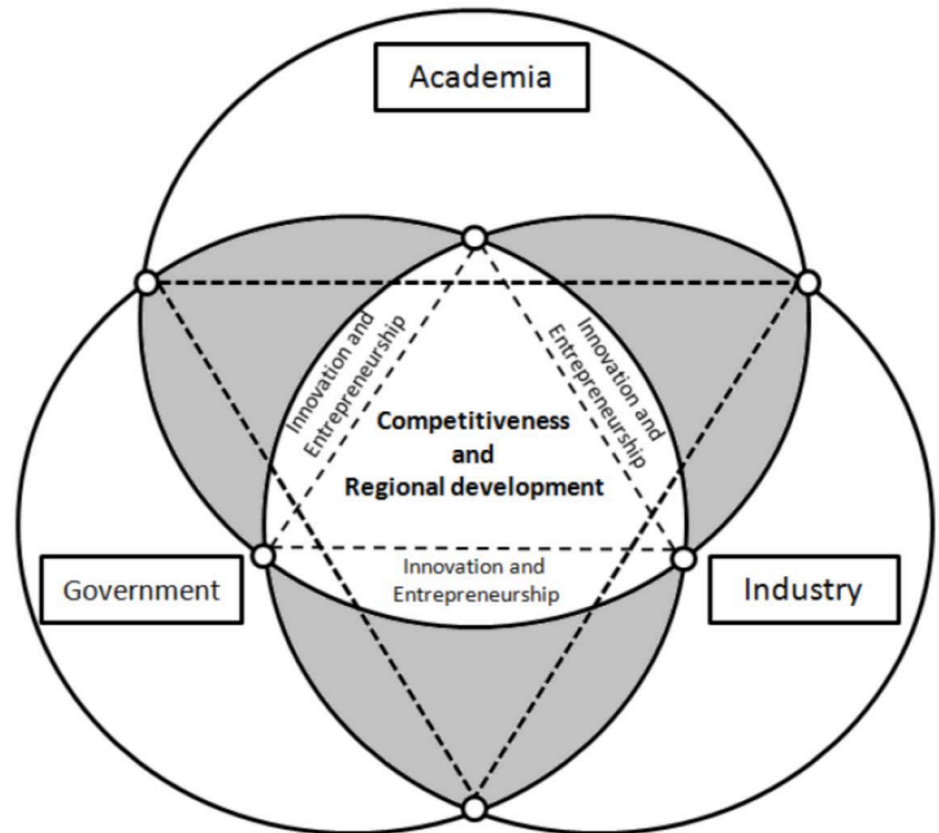 Academia
Innovation and
Entrepreneurship
Innovation and
Entrepreneurship
Competitiveness
and
Regional development
Innovation and
Entrepreneurship
Government
Industry